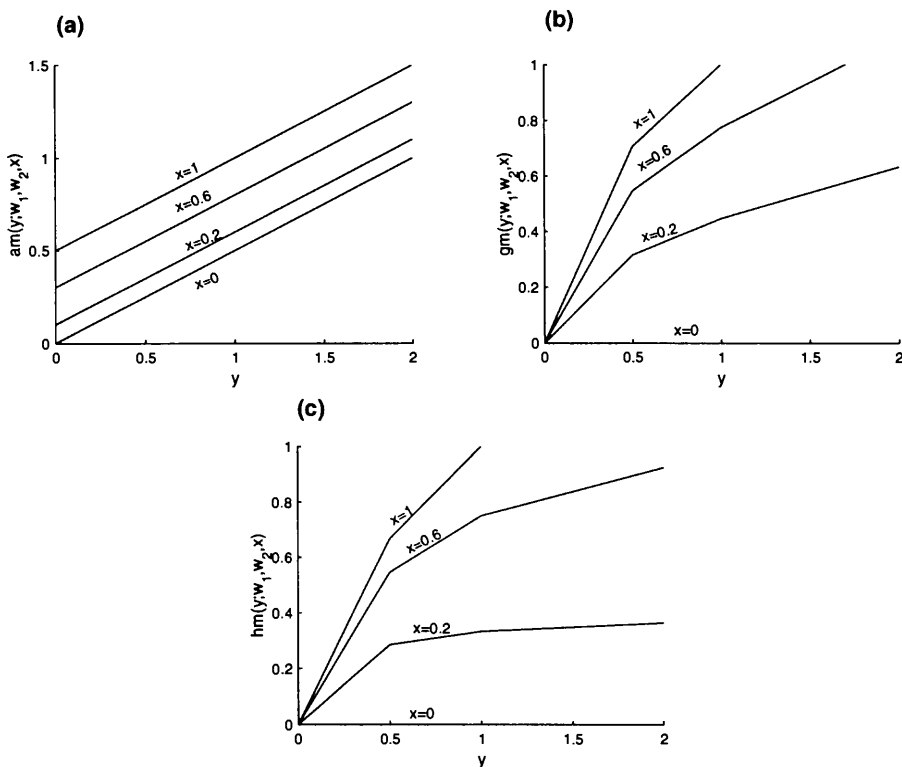 (a)
am(y;w₁,w₂,x)
1.5
1
0.5
0
x=1
x=0.6
x=0.2
x=0
0 0.5 1 1.5 2
y
(b)
gm(y;w₁,w₂,x)
1
0.8
0.6
0.4
0.2
0
x=1
x=0.6
x=0.2
x=0
0 0.5 1 1.5 2
y
(c)
hm(y;w₁,w₂,x)
1
0.8
0.6
0.4
0.2
0
x=1
x=0.6
x=0.2
x=0
0 0.5 1 1.5 2
y